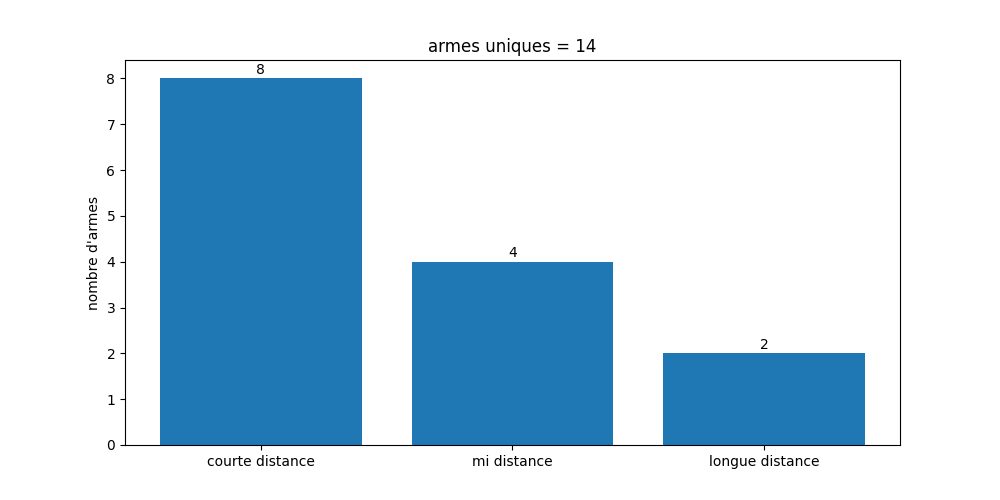 armes uniques = 14
8
4
2
8
7
6
5
4
3
2
1
0
nombre d'armes
courte distance
mi distance
longue distance